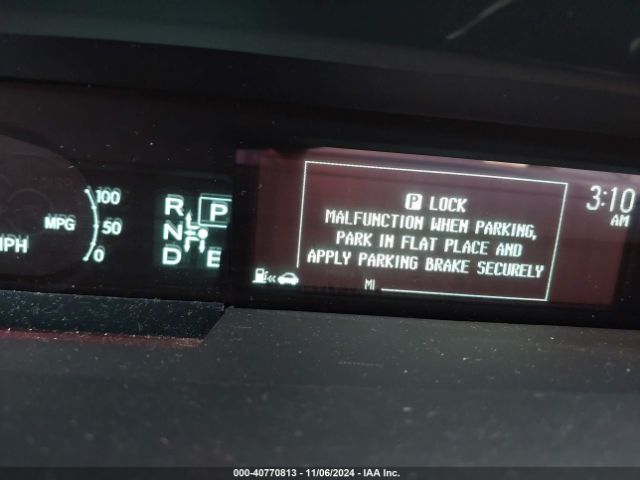 100
MPG
50
MPH
0
R
P
N
D
E
P LOCK
MALFUNCTION WHEN PARKING,
PARK IN FLAT PLACE AND
APPLY PARKING BRAKE SECURELY
MI
3:10
AM
000-40770813 - 11/06/2024 - IAA Inc.